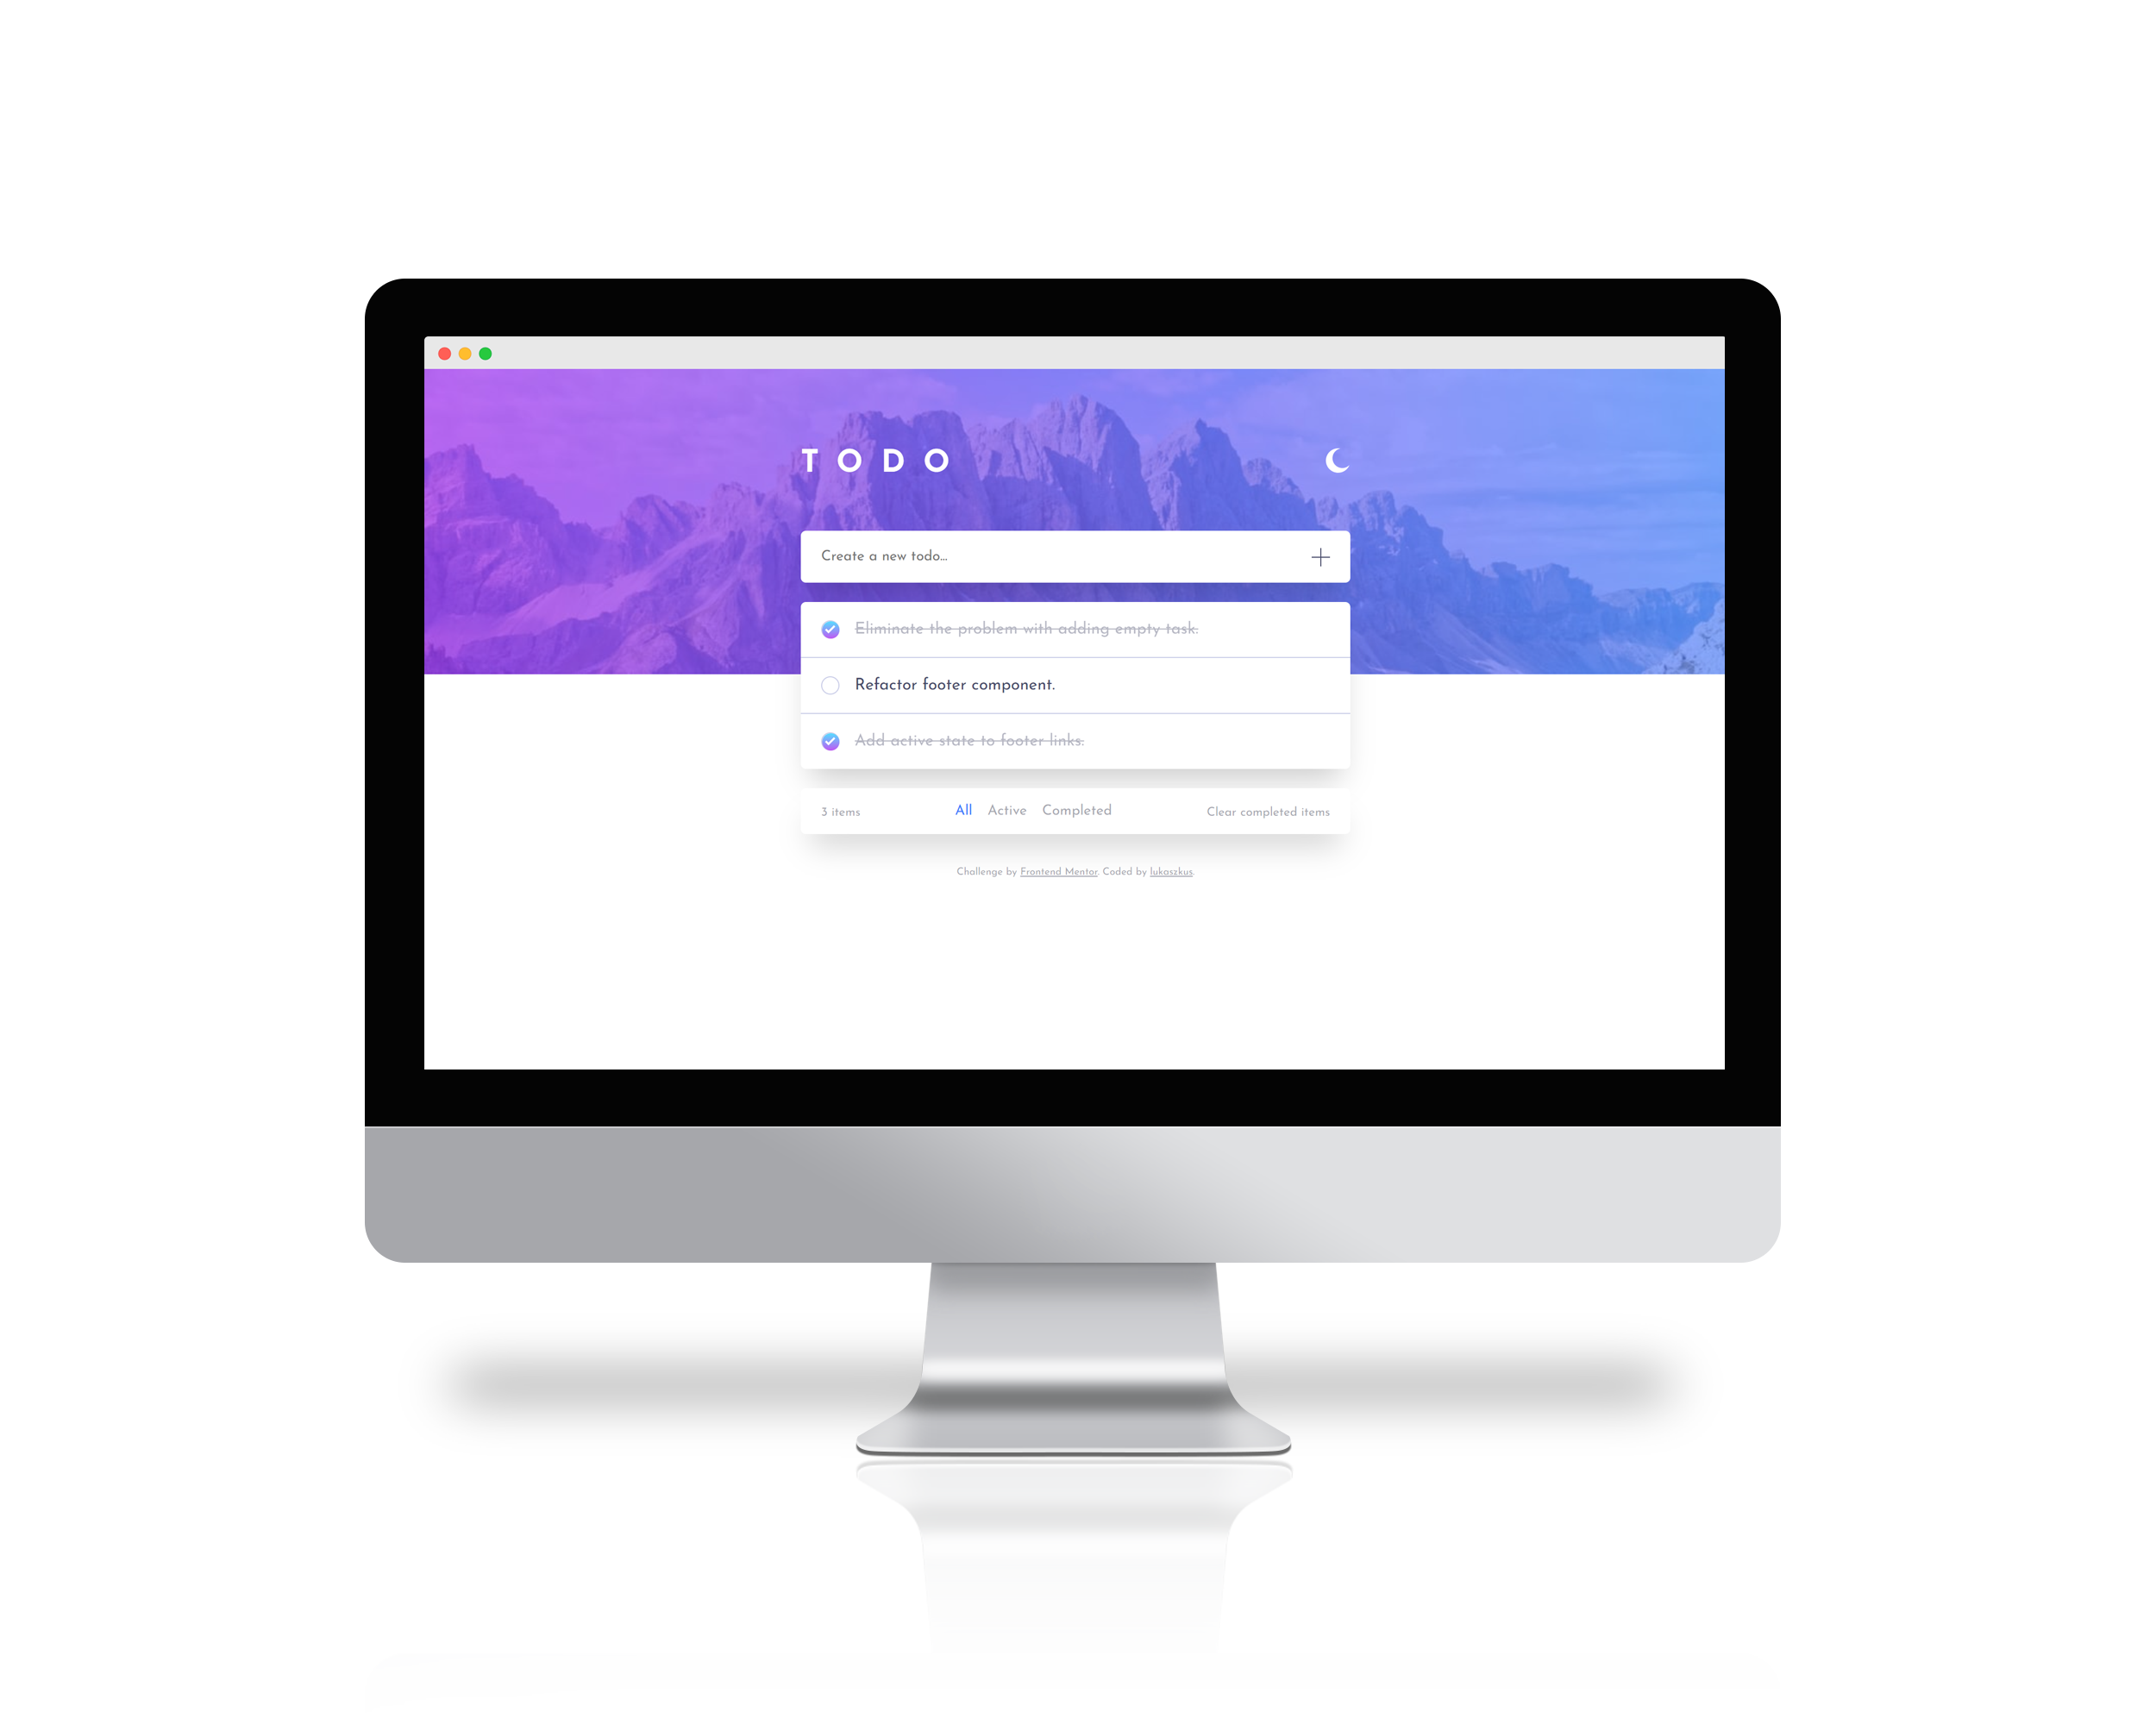 TODO
Create a new todo...
Eliminate the problem with adding empty task.
Refactor footer component.
Add active state to footer links.
3 items All Active Completed Clear completed items
Challenge by Frontend Mentor. Coded by lukaszkus.